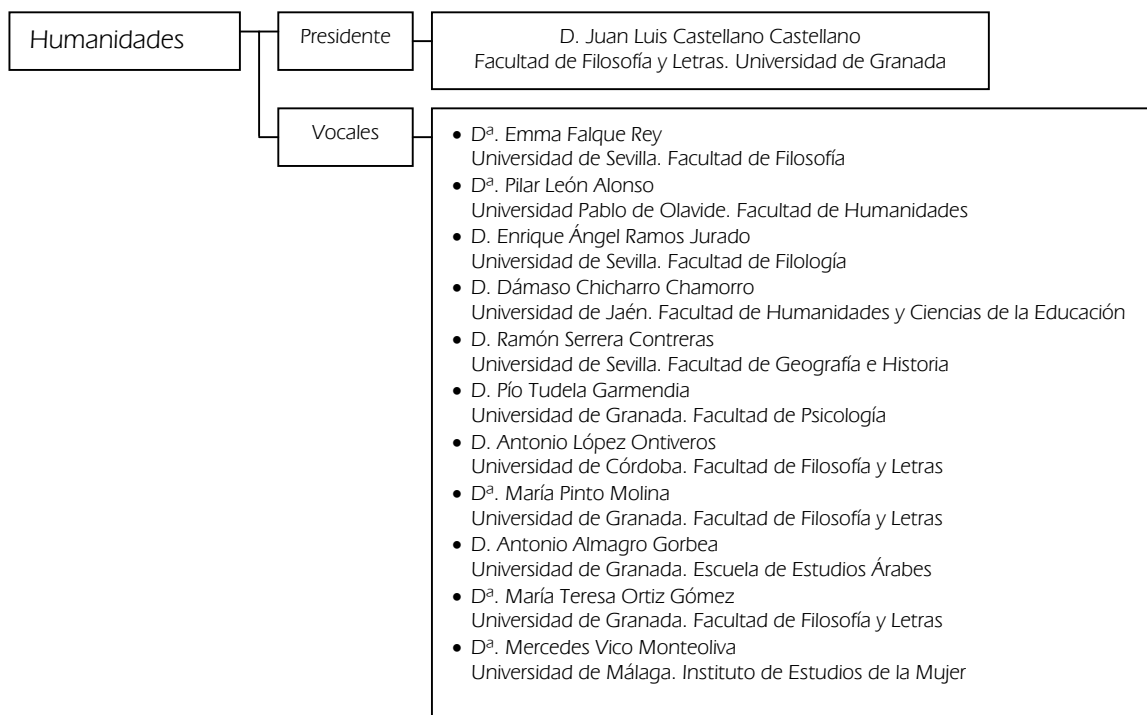 Humanidades
Presidente
D. Juan Luis Castellano Castellano
Facultad de Filosofía y Letras. Universidad de Granada
Vocales
• Dª. Emma Falque Rey
Universidad de Sevilla. Facultad de Filosofía
• Dª. Pilar León Alonso
Universidad Pablo de Olavide. Facultad de Humanidades
• D. Enrique Ángel Ramos Jurado
Universidad de Sevilla. Facultad de Filología
• D. Dámaso Chicharro Chamorro
Universidad de Jaén. Facultad de Humanidades y Ciencias de la Educación
• D. Ramón Serrera Contreras
Universidad de Sevilla. Facultad de Geografía e Historia
• D. Pío Tudela Garmendia
Universidad de Granada. Facultad de Psicología
• D. Antonio López Ontiveros
Universidad de Córdoba. Facultad de Filosofía y Letras
• Dª. María Pinto Molina
Universidad de Granada. Facultad de Filosofía y Letras
• D. Antonio Almagro Gorbea
Universidad de Granada. Escuela de Estudios Árabes
• Dª. María Teresa Ortiz Gómez
Universidad de Granada. Facultad de Filosofía y Letras
• Dª. Mercedes Vico Monteoliva
Universidad de Málaga. Instituto de Estudios de la Mujer